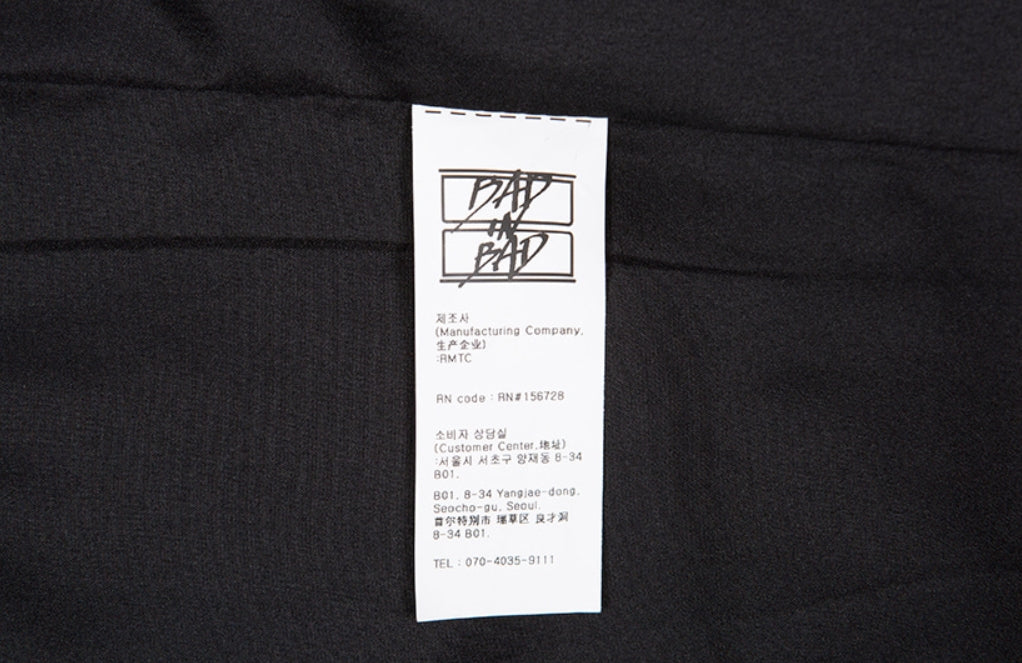 BAD
IN
BAD
제조사
(Manufacturing Company,
生产企业)
:RMTC
RN code : RN#156728
소비자 상담실
(Customer Center,地址)
:서울시 서초구 양재동 8-34
B01.
B01, 8-34 Yangjae-dong,
Seocho-gu, Seoul.
首尔特別市 瑞草区 良才洞
8-34 B01.
TEL : 070-4035-9111